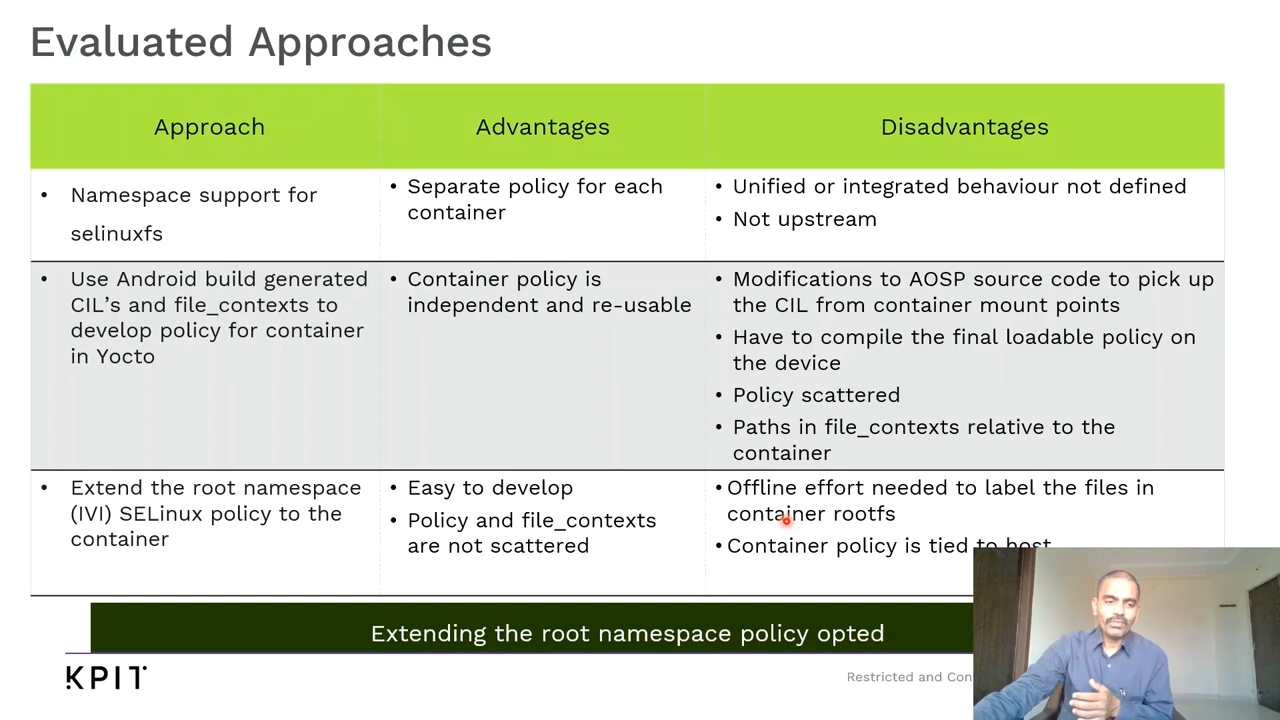 Evaluated Approaches
Approach
Advantages
Disadvantages
• Namespace support for
selinuxfs
• Separate policy for each
container
• Unified or integrated behaviour not defined
• Not upstream
• Use Android build generated
CIL’s and file_contexts to
develop policy for container
in Yocto
• Container policy is
independent and re-usable
• Modifications to AOSP source code to pick up
the CIL from container mount points
• Have to compile the final loadable policy on
the device
• Policy scattered
• Paths in file_contexts relative to the
container
• Extend the root namespace
(IVI) SELinux policy to the
container
• Easy to develop
• Policy and file_contexts
are not scattered
• Offline effort needed to label the files in
container rootfs
• Container policy is tied to host
Extending the root namespace policy opted
KPIT
Restricted and